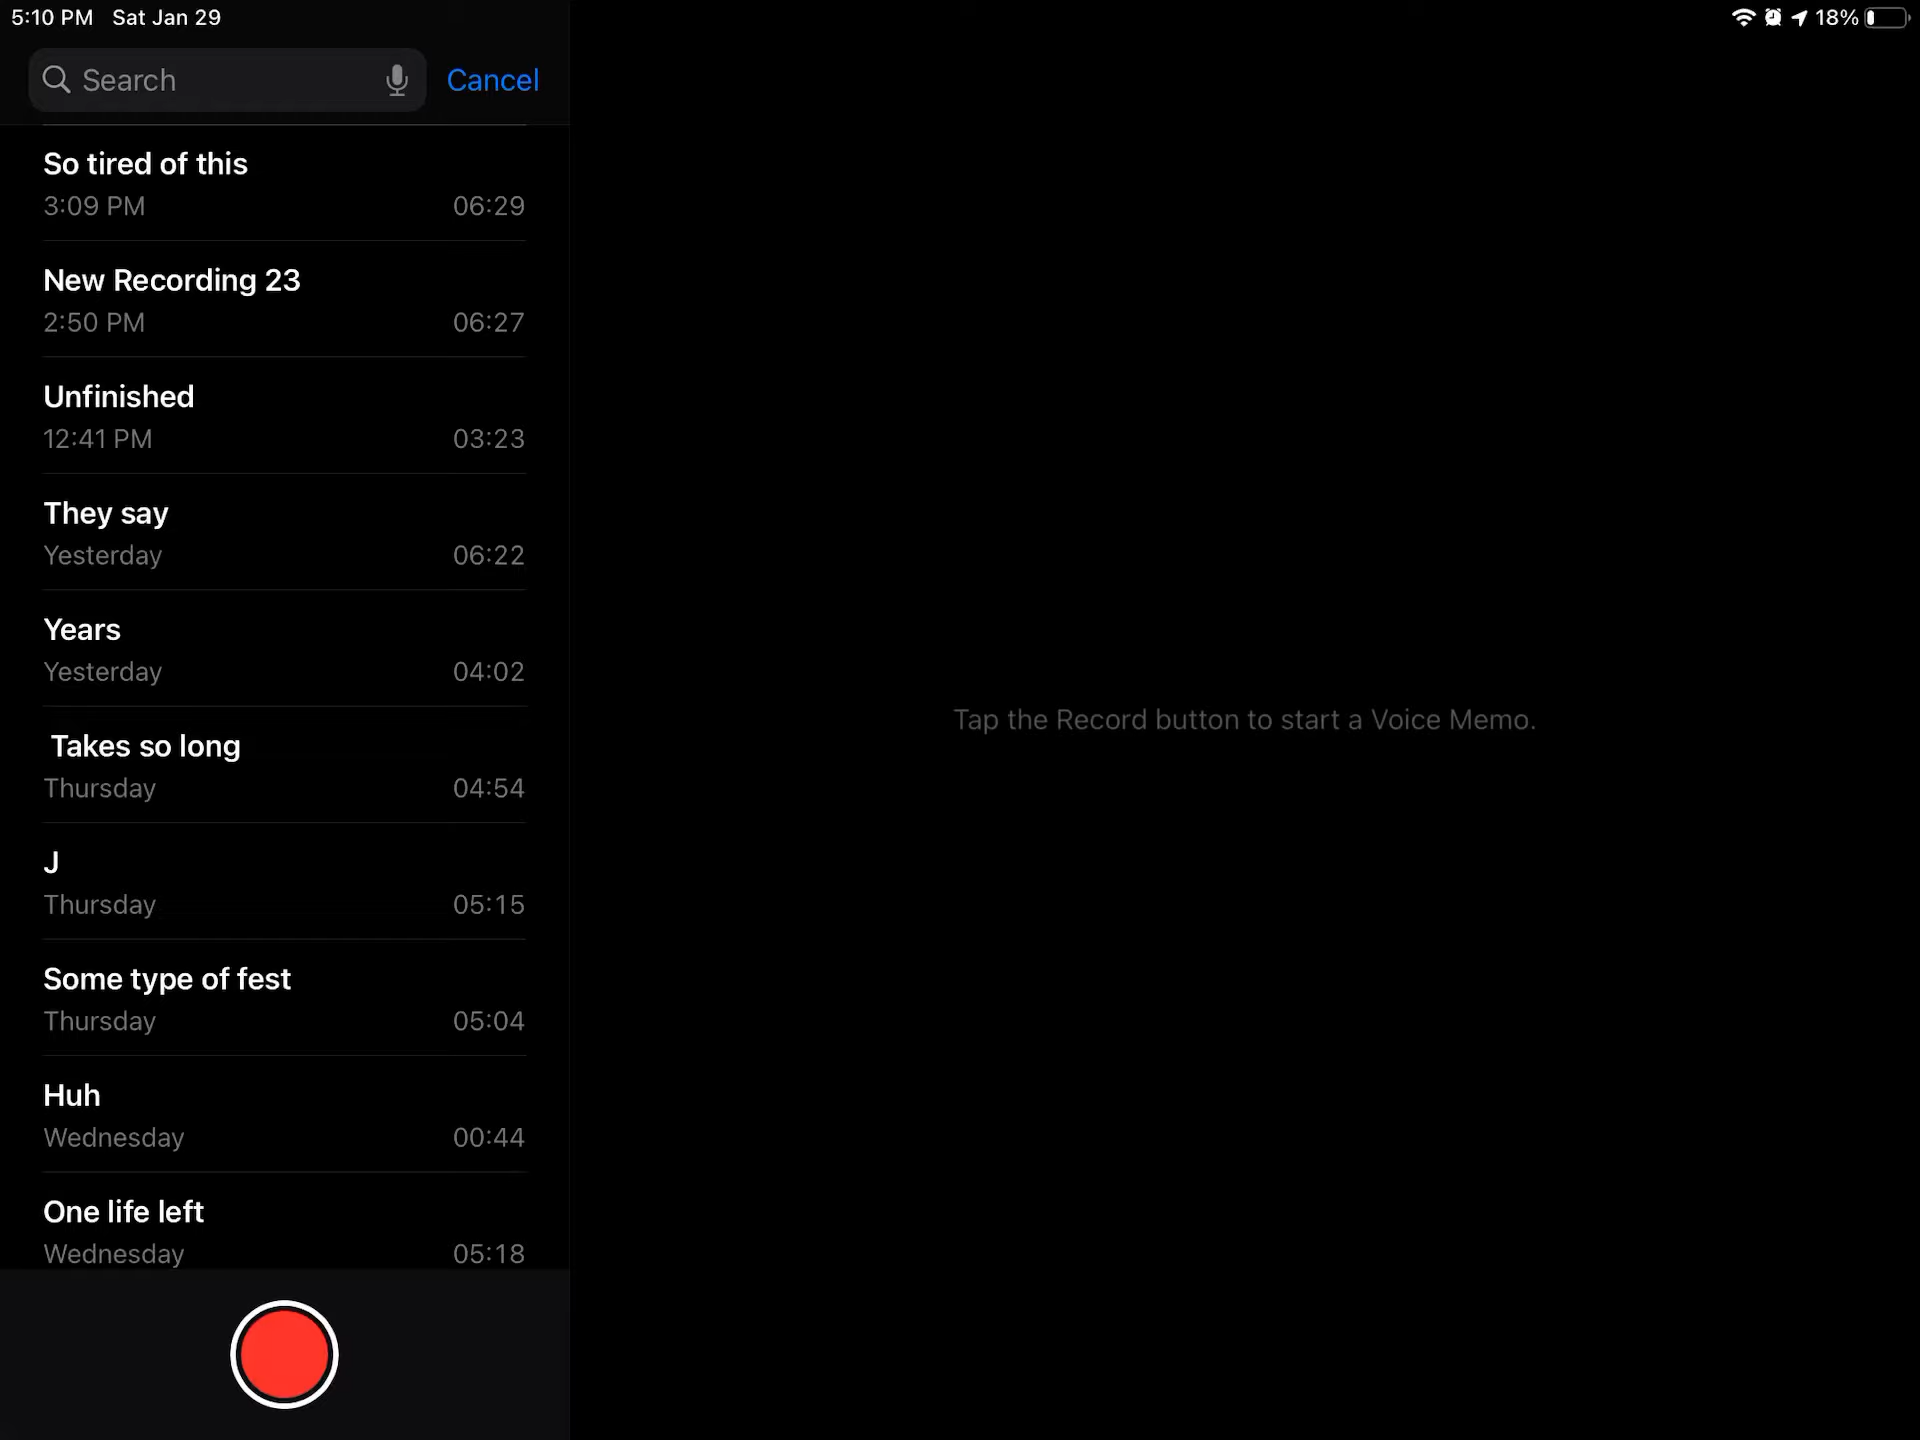 5:10 PM Sat Jan 29
18%
Search
Cancel
So tired of this
3:09 PM 06:29
New Recording 23
2:50 PM 06:27
Unfinished
12:41 PM 03:23
They say
Yesterday 06:22
Years
Yesterday 04:02
Takes so long
Thursday 04:54
J
Thursday 05:15
Some type of fest
Thursday 05:04
Huh
Wednesday 00:44
One life left
Wednesday 05:18
Tap the Record button to start a Voice Memo.